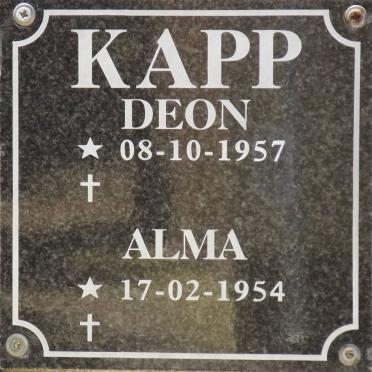 KAPP
DEON
★ 08-10-1957
✝
ALMA
★ 17-02-1954
✝